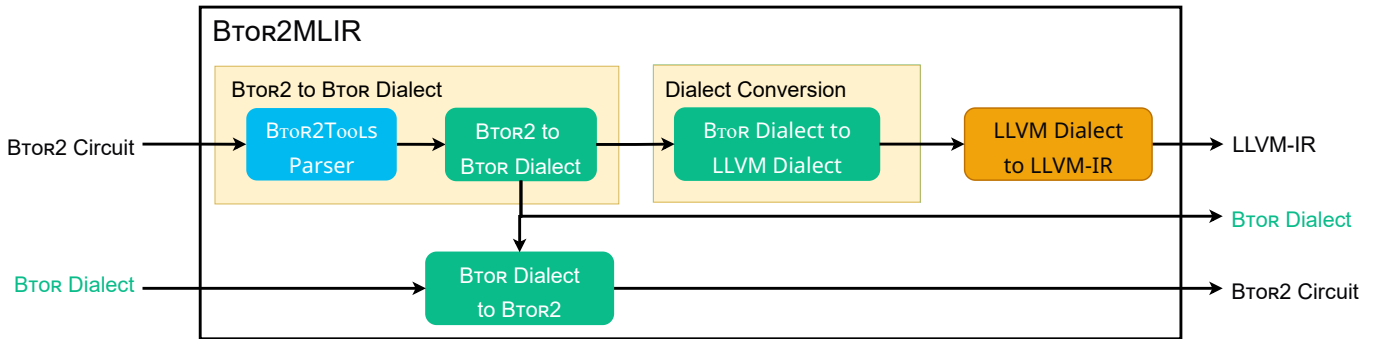 Btor2MLIR
Btor2 to Btor Dialect
Dialect Conversion
Btor2 Circuit
Btor2Tools
Parser
Btor2 to
Btor Dialect
Btor Dialect to
LLVM Dialect
LLVM Dialect
to LLVM-IR
LLVM-IR
Btor Dialect
Btor Dialect
Btor Dialect
to Btor2
Btor2 Circuit